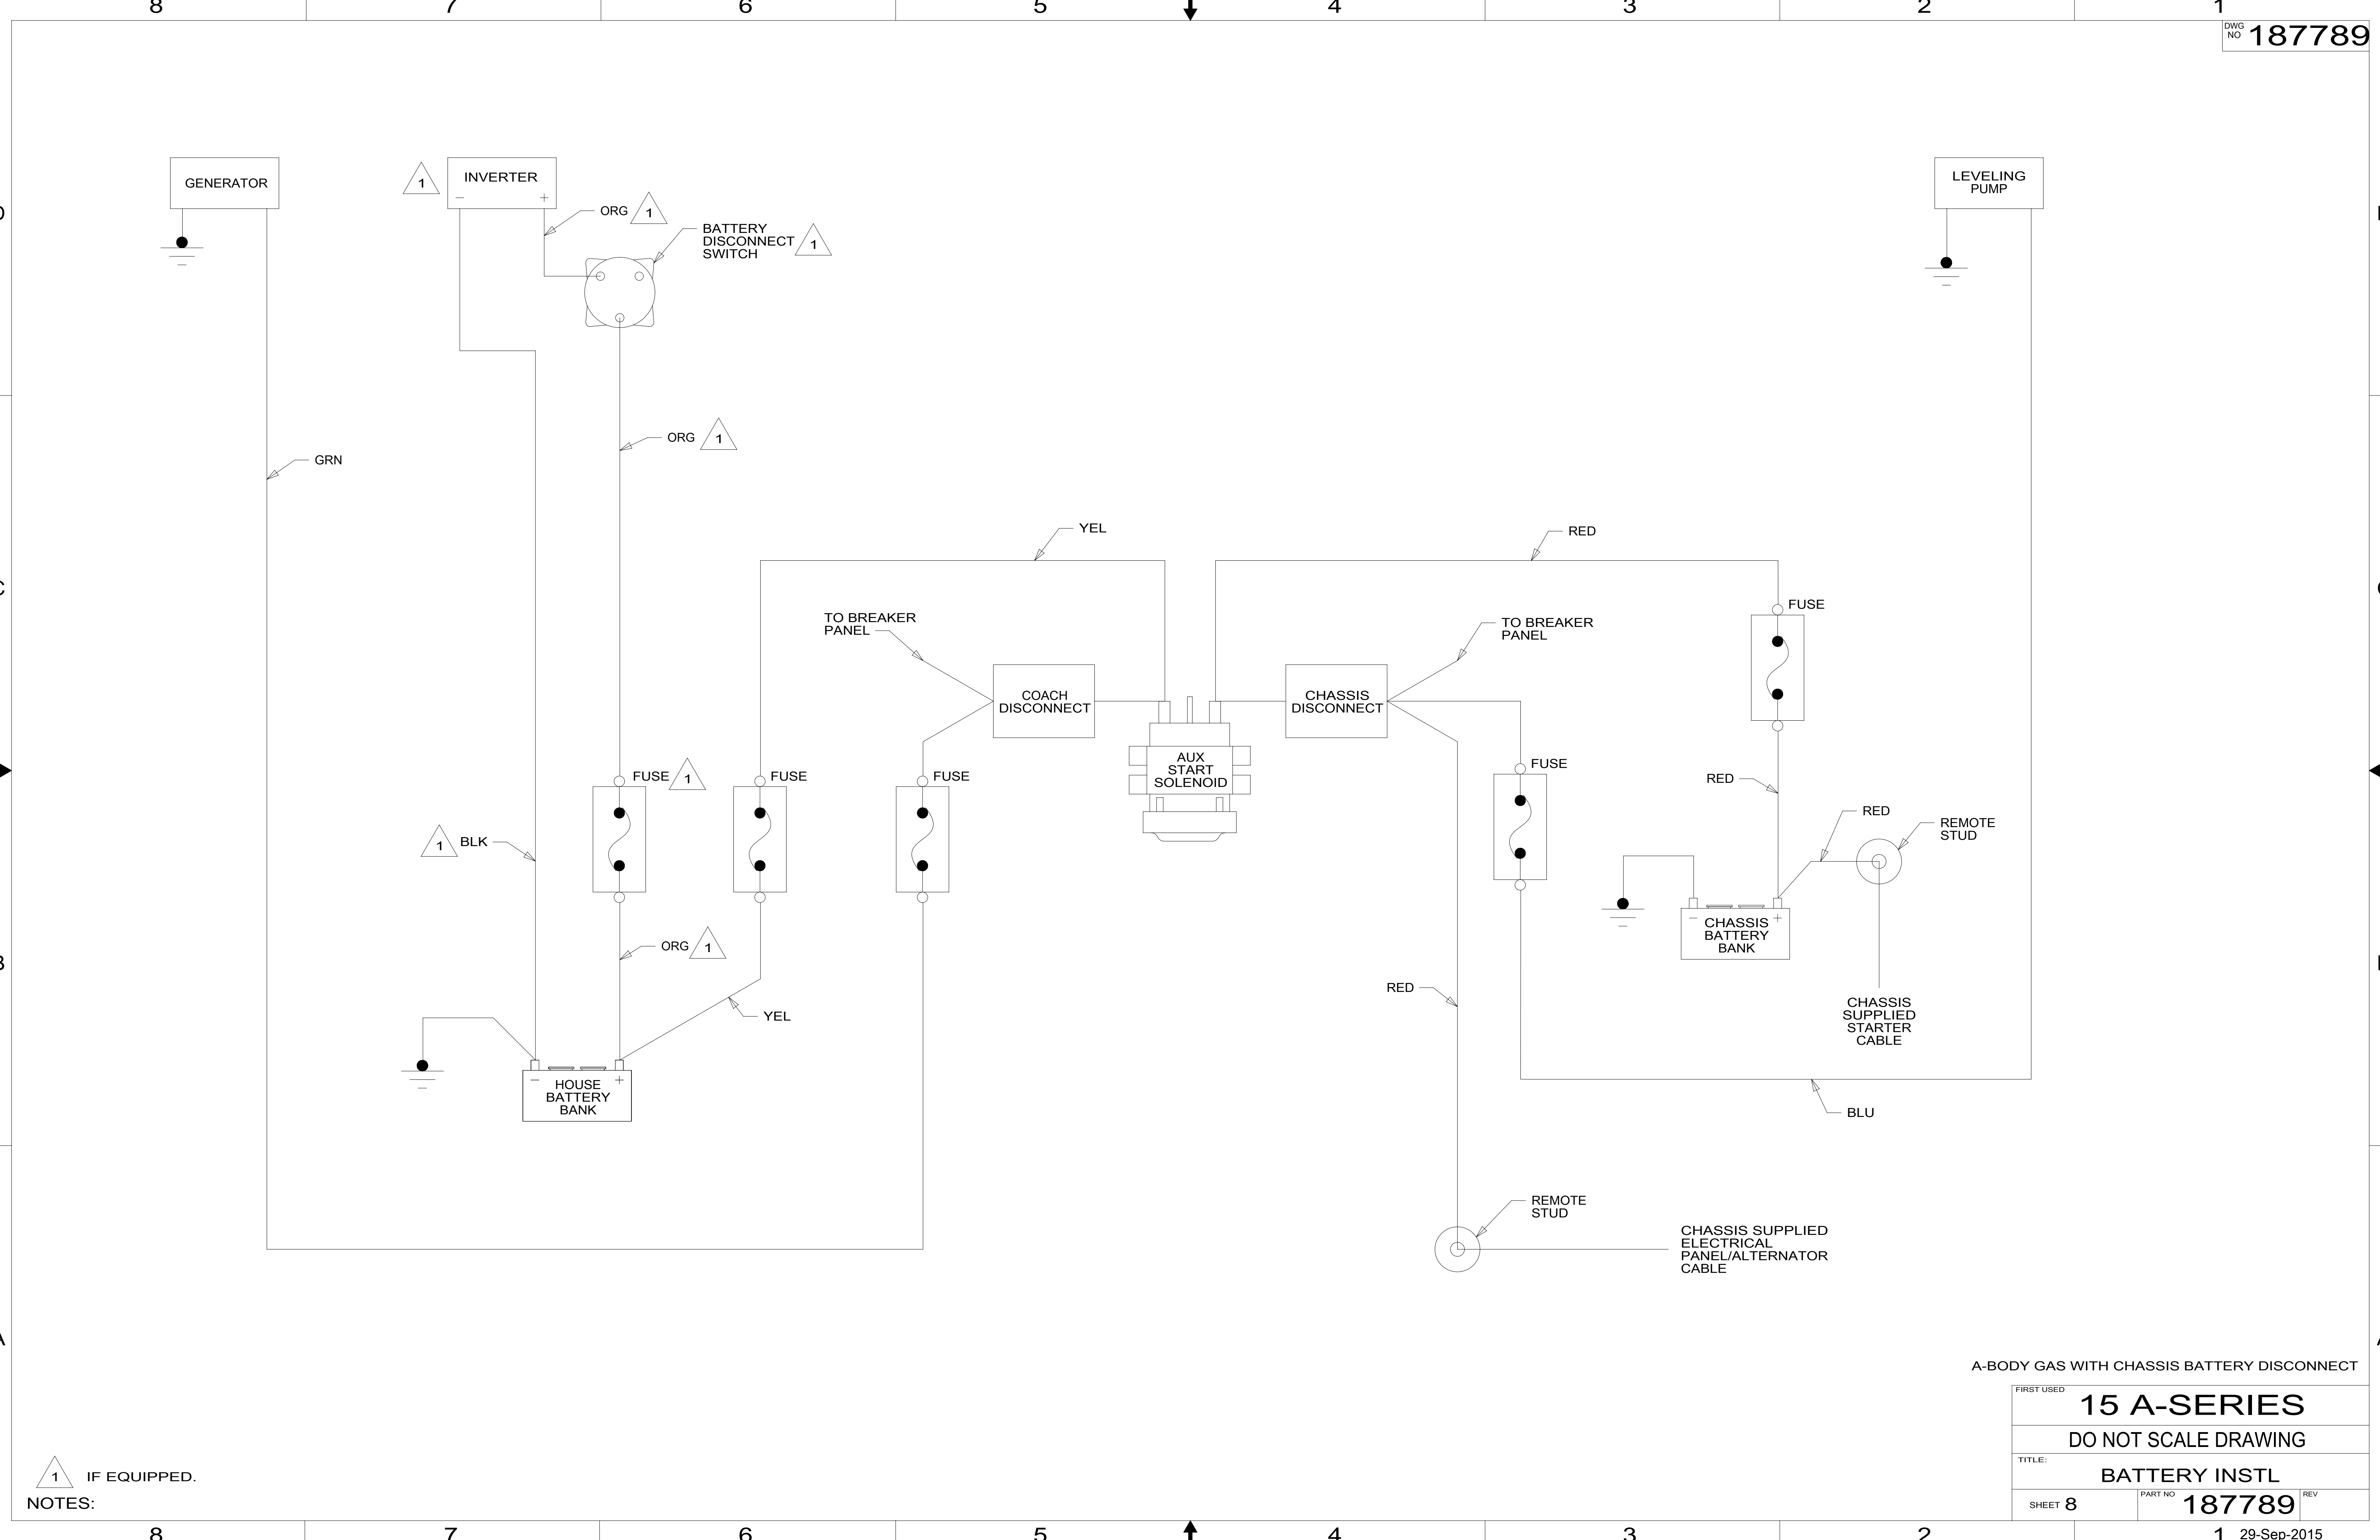 8 7 6 5 4 3 2 1
DWG
NO 187789
GENERATOR
1
INVERTER
- +
ORG 1
BATTERY
DISCONNECT
SWITCH 1
LEVELING
PUMP
ORG 1
GRN
YEL
RED
C
TO BREAKER
PANEL
TO BREAKER
PANEL
FUSE
COACH
DISCONNECT
CHASSIS
DISCONNECT
AUX
START
SOLENOID
FUSE 1
FUSE
FUSE
FUSE
RED
RED
REMOTE
STUD
1 BLK
- +
CHASSIS
BATTERY
BANK
ORG 1
B
RED
YEL
CHASSIS
SUPPLIED
STARTER
CABLE
- +
HOUSE
BATTERY
BANK
BLU
REMOTE
STUD
CHASSIS SUPPLIED
ELECTRICAL
PANEL/ALTERNATOR
CABLE
A
A-BODY GAS WITH CHASSIS BATTERY DISCONNECT
FIRST USED
15 A-SERIES
DO NOT SCALE DRAWING
TITLE:
BATTERY INSTL
SHEET 8 PART NO 187789 REV
1 IF EQUIPPED.
NOTES:
8 7 6 5 4 3 2 1
29-Sep-2015